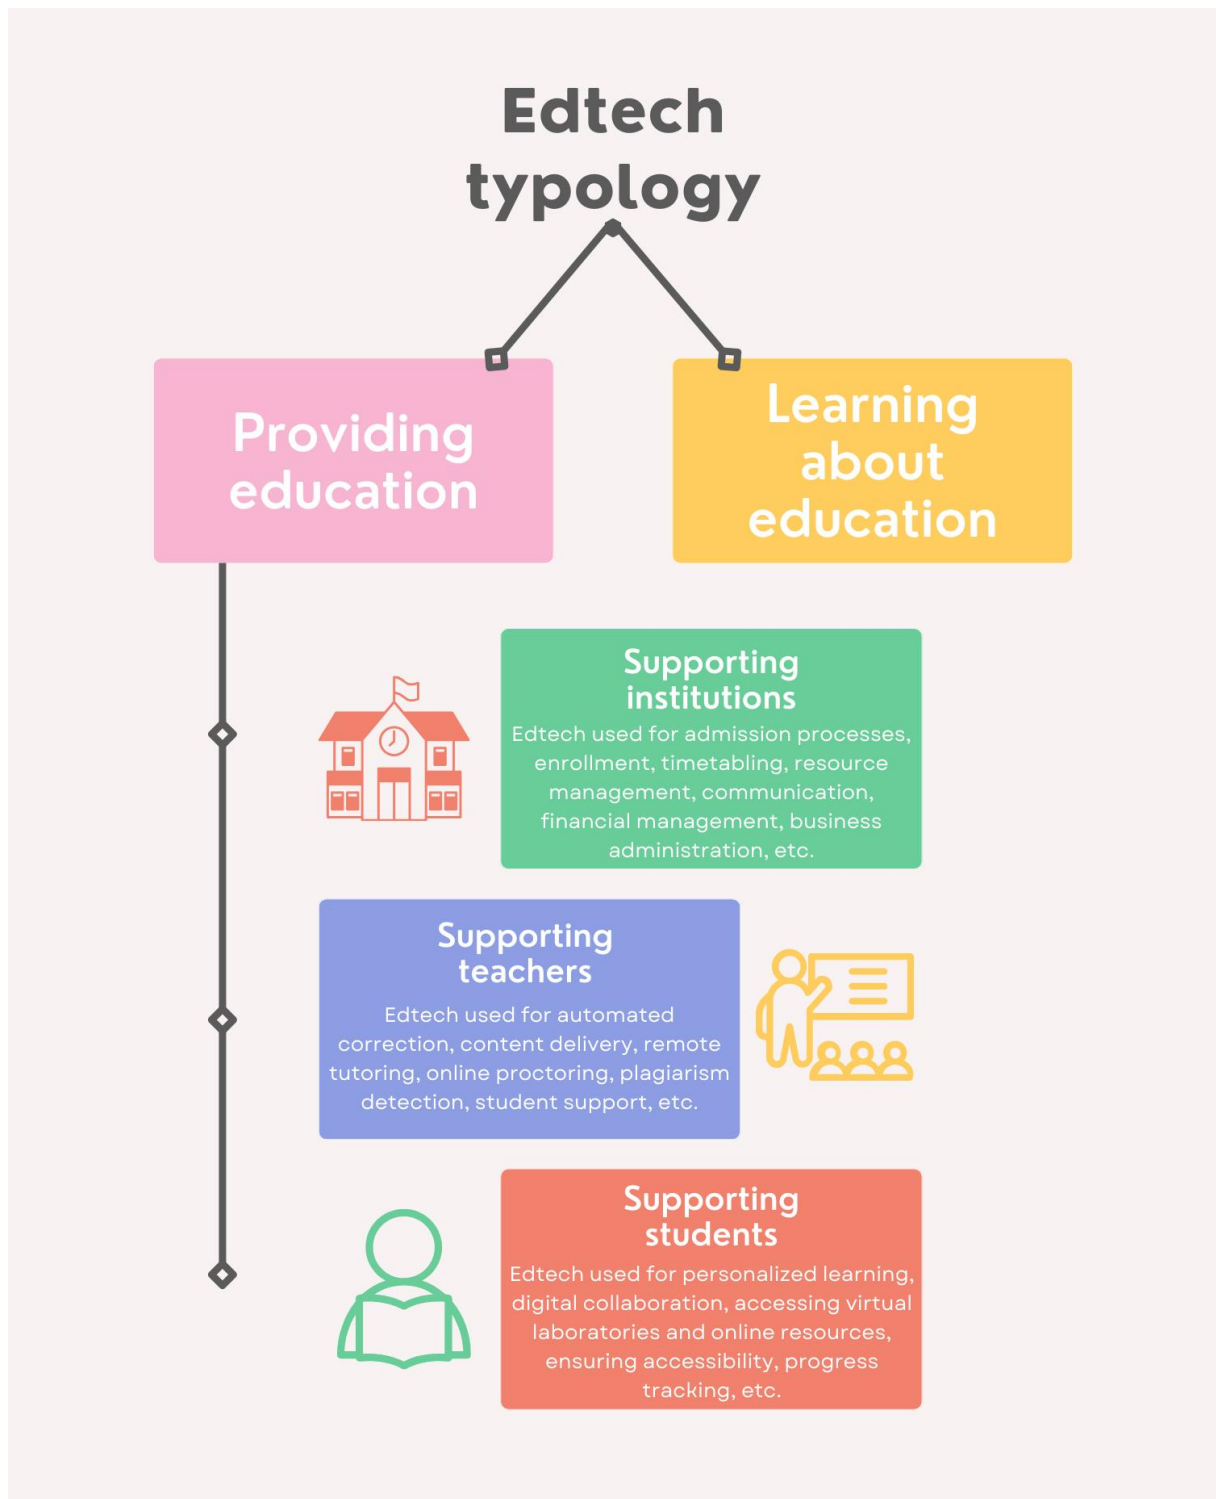 Edtech
typology
Providing
education
Learning
about
education
Supporting
institutions
Edtech used for admission processes,
enrollment, timetabling, resource
management, communication,
financial management, business
administration, etc.
Supporting
teachers
Edtech used for automated
correction, content delivery, remote
tutoring, online proctoring, plagiarism
detection, student support, etc.
Supporting
students
Edtech used for personalized learning,
digital collaboration, accessing virtual
laboratories and online resources,
ensuring accessibility, progress
tracking, etc.